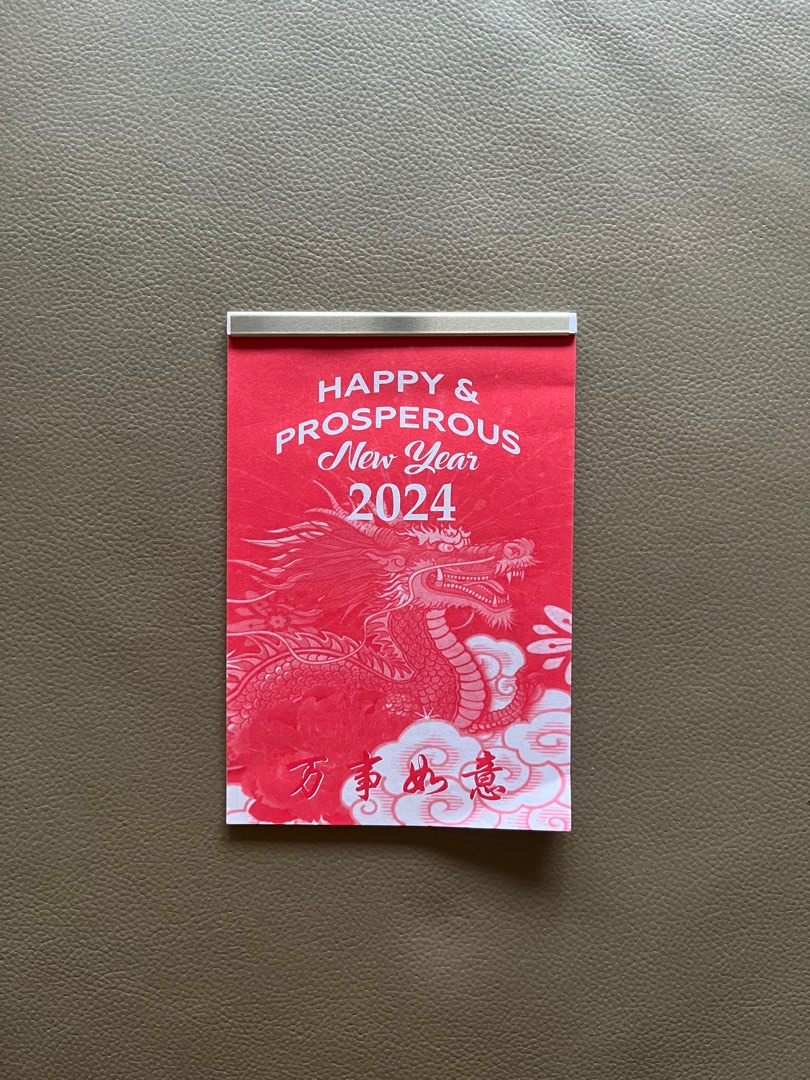 HAPPY &
PROSPEROUS
New Year
2024
万事如意